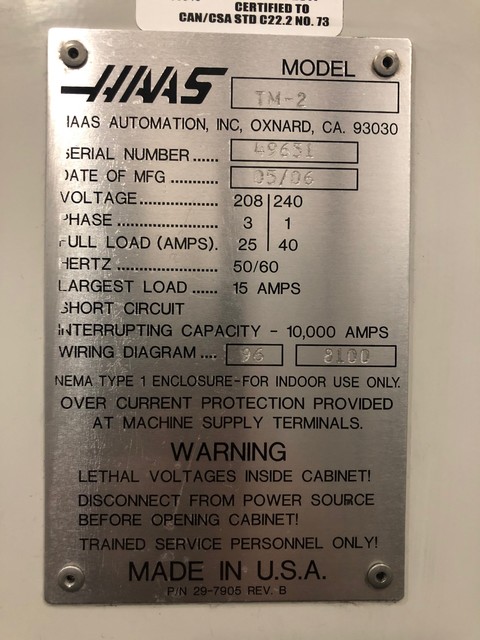 CERTIFIED TO
CAN/CSA STD C22.2 NO. 73
HAAS
MODEL
TM-2
HAAS AUTOMATION, INC, OXNARD, CA. 93030
SERIAL NUMBER ...... 49651
DATE OF MFG ........... 05/06
VOLTAGE ................ 208 | 240
PHASE .................... 3 | 1
FULL LOAD (AMPS). 25 | 40
HERTZ .................... 50/60
LARGEST LOAD ...... 15 AMPS
SHORT CIRCUIT
INTERRUPTING CAPACITY - 10,000 AMPS
WIRING DIAGRAM .... 96 8100
NEMA TYPE 1 ENCLOSURE-FOR INDOOR USE ONLY.
OVER CURRENT PROTECTION PROVIDED
AT MACHINE SUPPLY TERMINALS.
WARNING
LETHAL VOLTAGES INSIDE CABINET!
DISCONNECT FROM POWER SOURCE
BEFORE OPENING CABINET!
TRAINED SERVICE PERSONNEL ONLY!
MADE IN U.S.A.
P/N 29-7905 REV. B